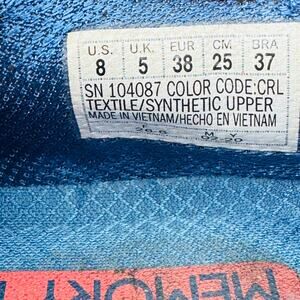 U.S. U.K. EUR CM BRA
8 5 38 25 37
SN 104087 COLOR CODE:CRL
TEXTILE/SYNTHETIC UPPER
MADE IN VIETNAM/HECHO EN VIETNAM
MEMORY